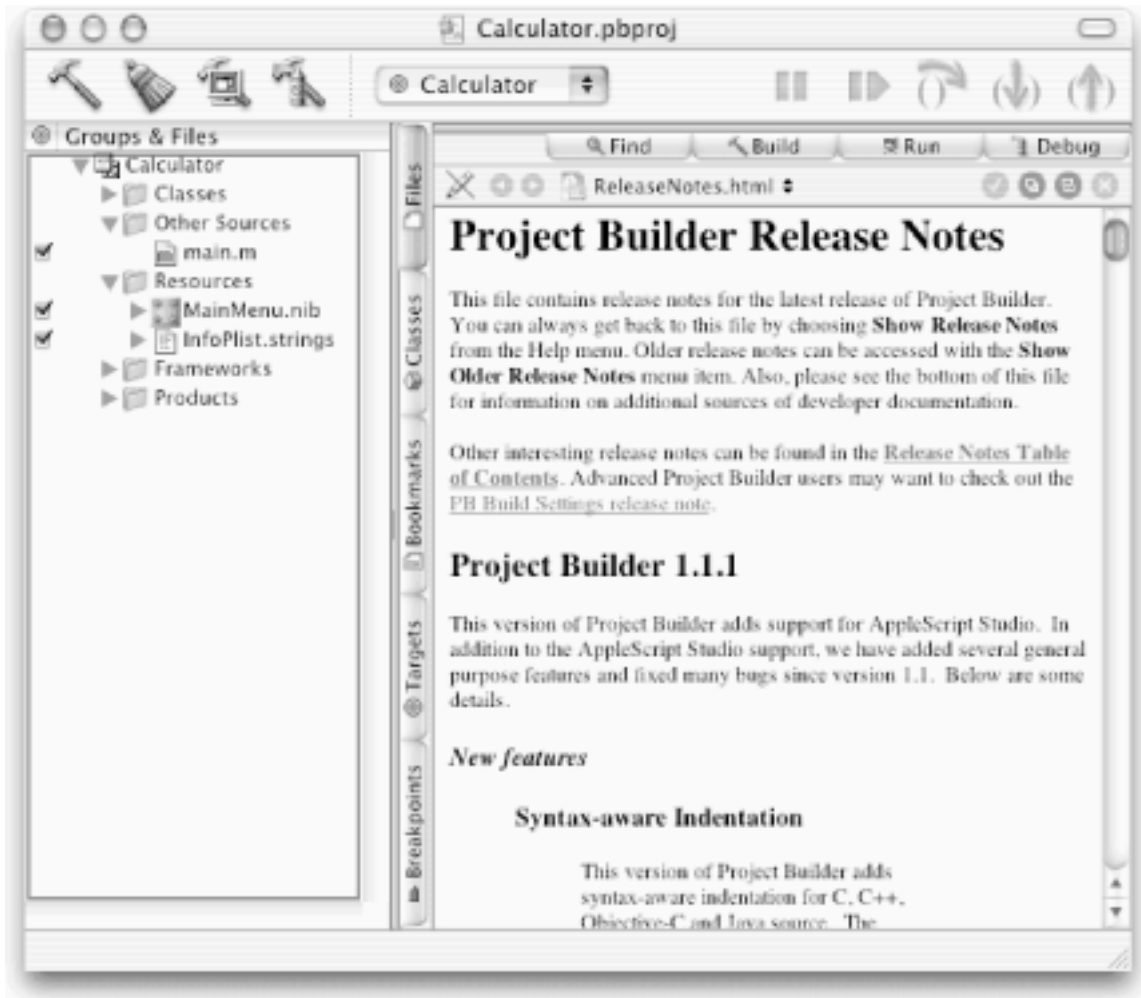 Calculator.pbproj
Calculator
Groups & Files
Calculator
Classes
Other Sources
main.m
Resources
MainMenu.nib
InfoPlist.strings
Frameworks
Products
Files
Classes
Bookmarks
Targets
Breakpoints
Find
Build
Run
Debug
ReleaseNotes.html
Project Builder Release Notes
This file contains release notes for the latest release of Project Builder.
You can always get back to this file by choosing Show Release Notes
from the Help menu. Older release notes can be accessed with the Show
Older Release Notes menu item. Also, please see the bottom of this file
for information on additional sources of developer documentation.
Other interesting release notes can be found in the Release Notes Table
of Contents. Advanced Project Builder users may want to check out the
PB Build Settings release note.
Project Builder 1.1.1
This version of Project Builder adds support for AppleScript Studio. In
addition to the AppleScript Studio support, we have added several general
purpose features and fixed many bugs since version 1.1. Below are some
details.
New features
Syntax-aware Indentation
This version of Project Builder adds
syntax-aware indentation for C, C++,
Objective-C and Java source. The